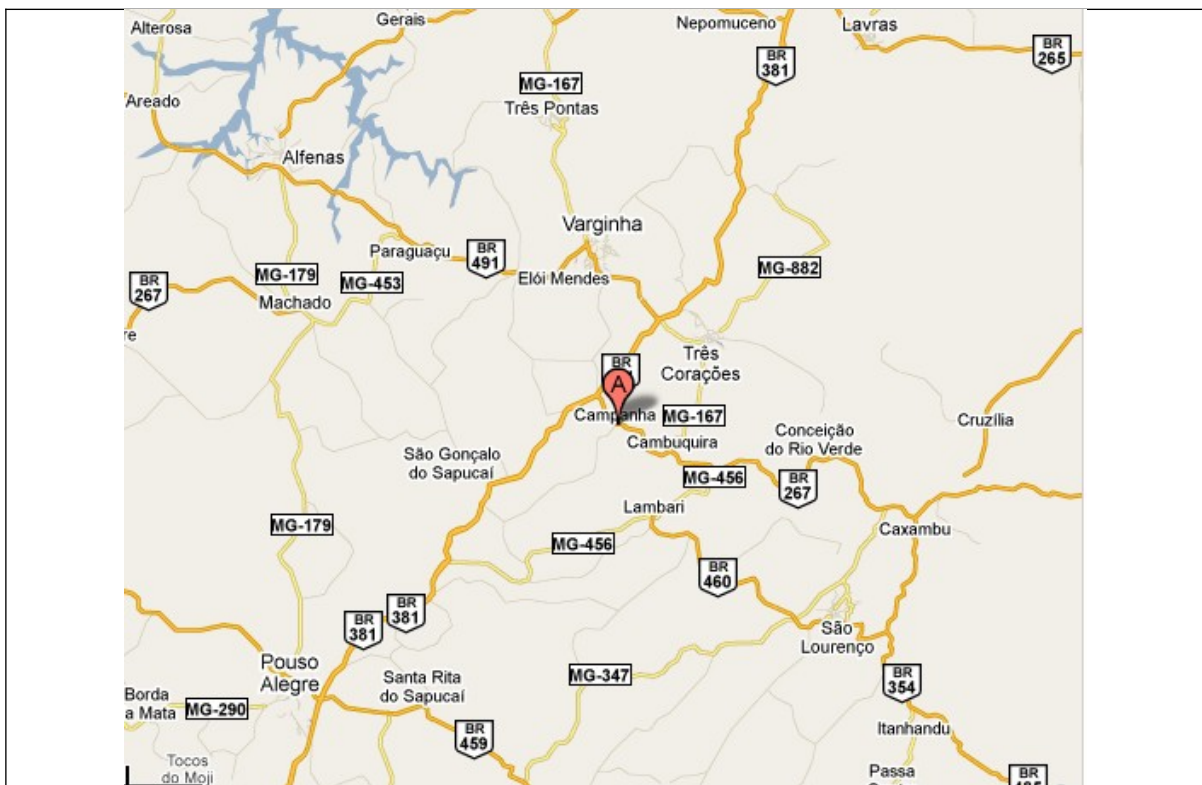 Gerais
Nepomuceno
Lavras
Alterosa
BR
381
BR
265
MG-167
Areado
Três Pontas
Alfenas
Varginha
Paraguaçu
BR
491
MG-882
MG-179
MG-453
Elói Mendes
BR
267
Machado
re
Três
Corações
BR
A
Campanha
MG-167
Cruzília
Conceição
do Rio Verde
Cambuquira
São Gonçalo
do Sapucaí
MG-456
BR
267
Lambari
MG-179
Caxambu
MG-456
BR
460
BR
381
BR
381
São
Lourenço
Pouso
Alegre
Santa Rita
do Sapucaí
MG-347
BR
354
Borda
a Mata
MG-290
Itanhandu
BR
459
Tocos
do Moji
Passa
BR